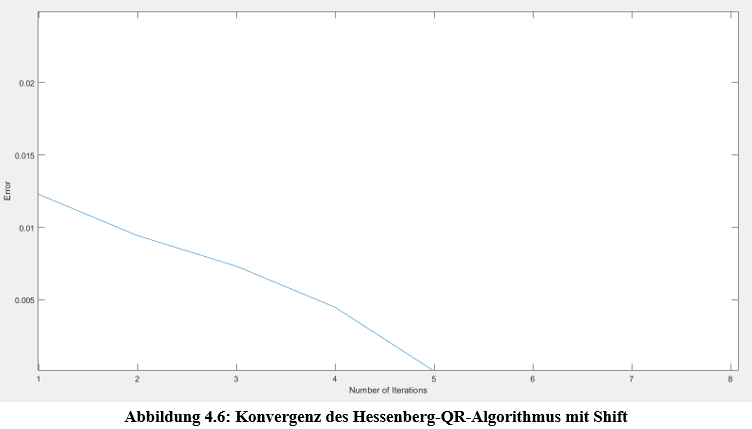 0.02
0.015
Error
0.01
0.005
1 2 3 4 5 6 7 8
Number of Iterations
Abbildung 4.6: Konvergenz des Hessenberg-QR-Algorithmus mit Shift